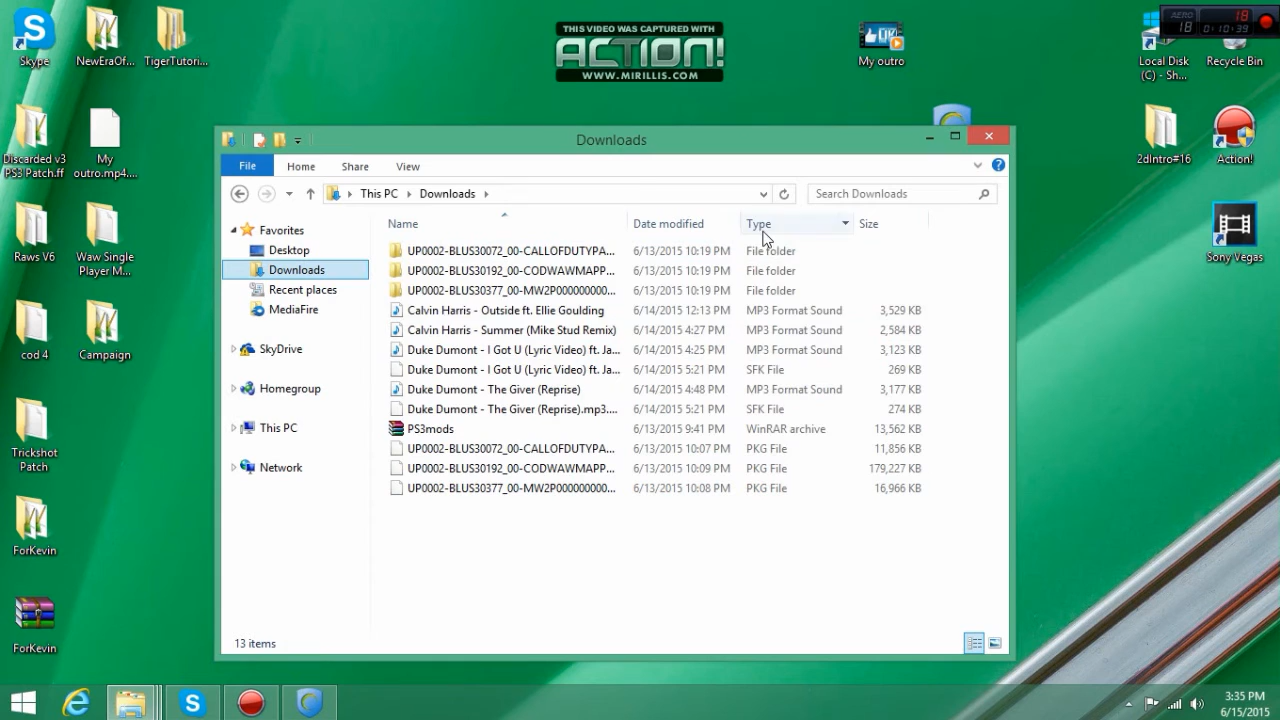 THIS VIDEO WAS CAPTURED WITH
ACTION!
WWW.MIRILLIS.COM
AERO
18
18
0:10:39
Skype
NewEraOf...
TigerTutori...
My outro
Local Disk
(C) - Sh...
Recycle Bin
Discarded v3
PS3 Patch.ff
My
outro.mp4...
2dIntro#16
Action!
Raws V6
Waw Single
Player M...
Sony Vegas
cod 4
Campaign
Trickshot
Patch
ForKevin
ForKevin
Downloads
File
Home
Share
View
This PC
Downloads
Search Downloads
Favorites
Desktop
Downloads
Recent places
MediaFire
SkyDrive
Homegroup
This PC
Network
Name Date modified Type Size
UP0002-BLUS30072_00-CALLOFDUTYPA... 6/13/2015 10:19 PM File folder
UP0002-BLUS30192_00-CODWAWMAPP... 6/13/2015 10:19 PM File folder
UP0002-BLUS30377_00-MW2P000000000... 6/13/2015 10:19 PM File folder
Calvin Harris - Outside ft. Ellie Goulding 6/14/2015 12:13 PM MP3 Format Sound 3,529 KB
Calvin Harris - Summer (Mike Stud Remix) 6/14/2015 4:27 PM MP3 Format Sound 2,584 KB
Duke Dumont - I Got U (Lyric Video) ft. Ja... 6/14/2015 4:25 PM MP3 Format Sound 3,123 KB
Duke Dumont - I Got U (Lyric Video) ft. Ja... 6/14/2015 5:21 PM SFK File 269 KB
Duke Dumont - The Giver (Reprise) 6/14/2015 4:48 PM MP3 Format Sound 3,177 KB
Duke Dumont - The Giver (Reprise).mp3.... 6/14/2015 5:21 PM SFK File 274 KB
PS3mods 6/13/2015 9:41 PM WinRAR archive 13,562 KB
UP0002-BLUS30072_00-CALLOFDUTYPA... 6/13/2015 10:07 PM PKG File 11,856 KB
UP0002-BLUS30192_00-CODWAWMAPP... 6/13/2015 10:09 PM PKG File 179,227 KB
UP0002-BLUS30377_00-MW2P000000000... 6/13/2015 10:08 PM PKG File 16,966 KB
13 items
3:35 PM
6/15/2015